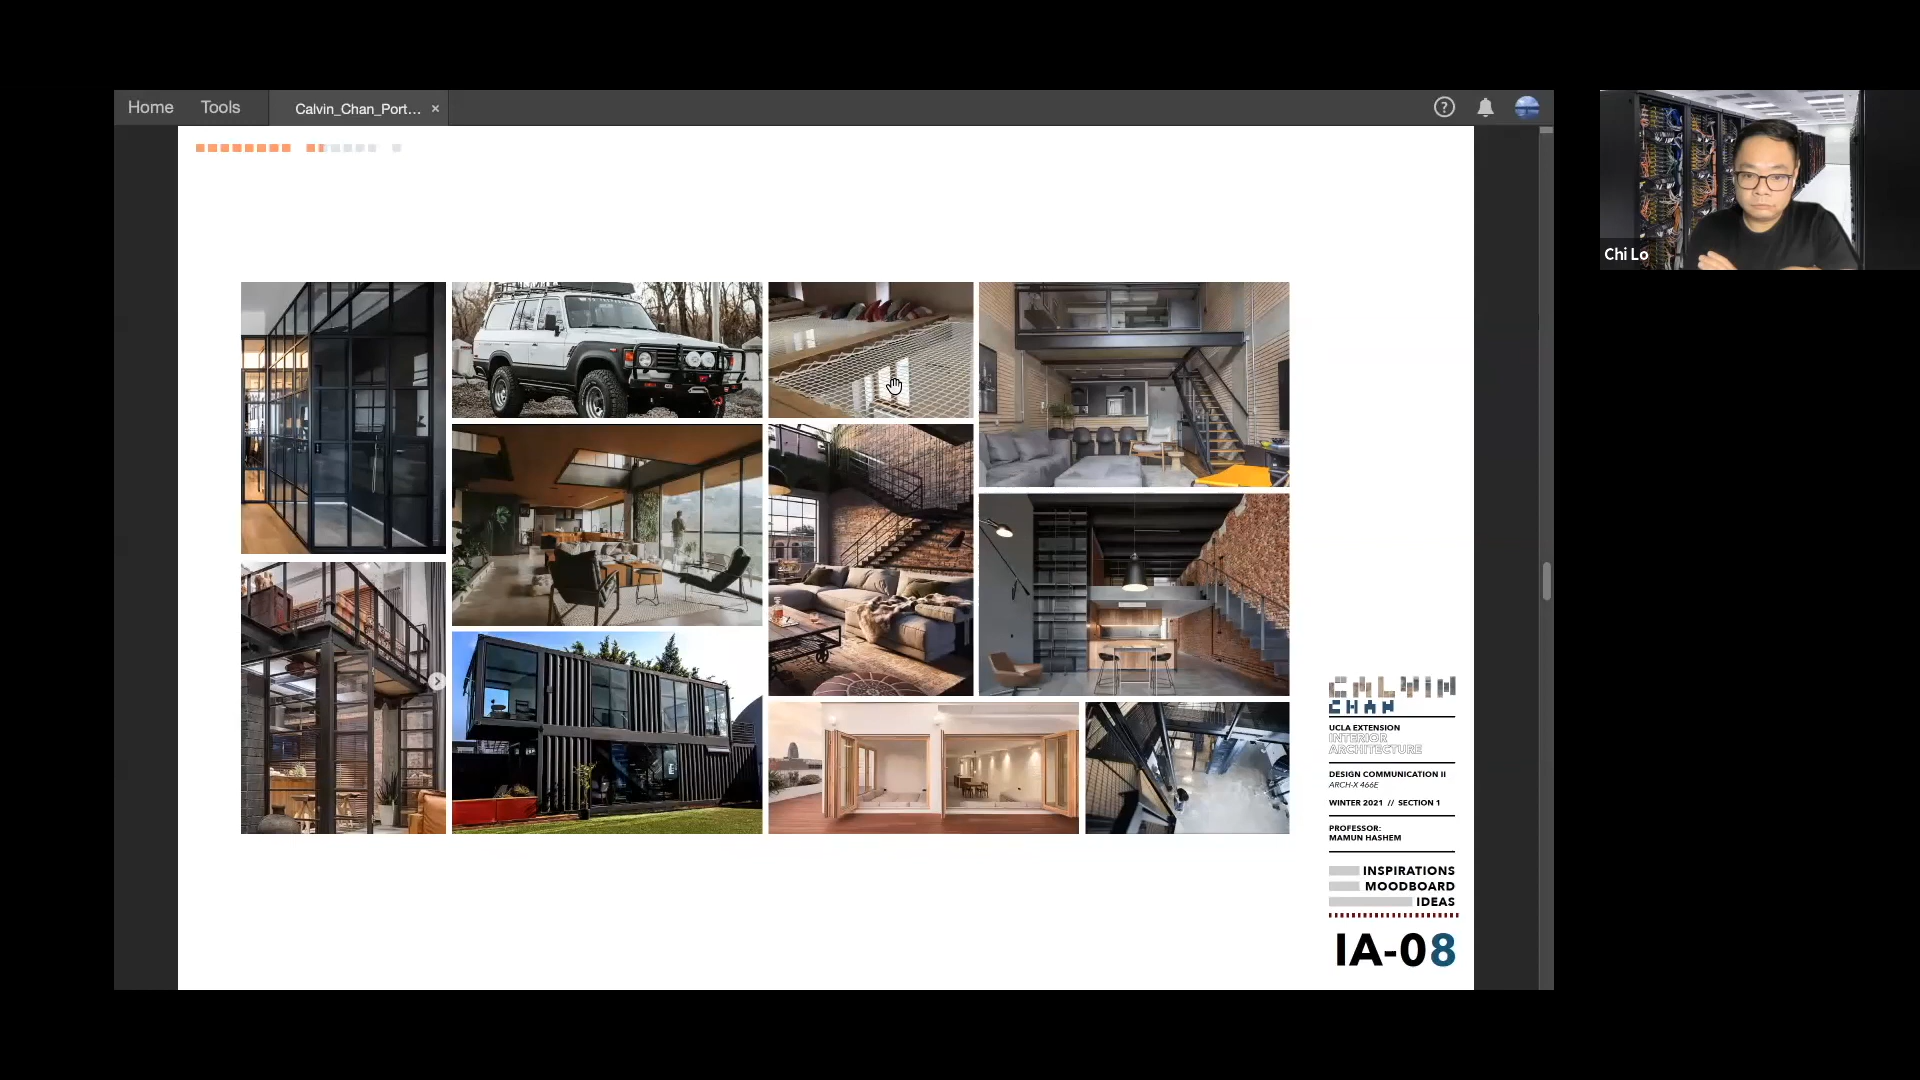 Home Tools Calvin_Chan_Port... ×
?
Chi Lo
CALVIN
CHAN
UCLA EXTENSION
INTERIOR
ARCHITECTURE
DESIGN COMMUNICATION II
ARCH-X 466E
WINTER 2021 // SECTION 1
PROFESSOR:
MAMUN HASHEM
INSPIRATIONS
MOODBOARD
IDEAS
IA-08